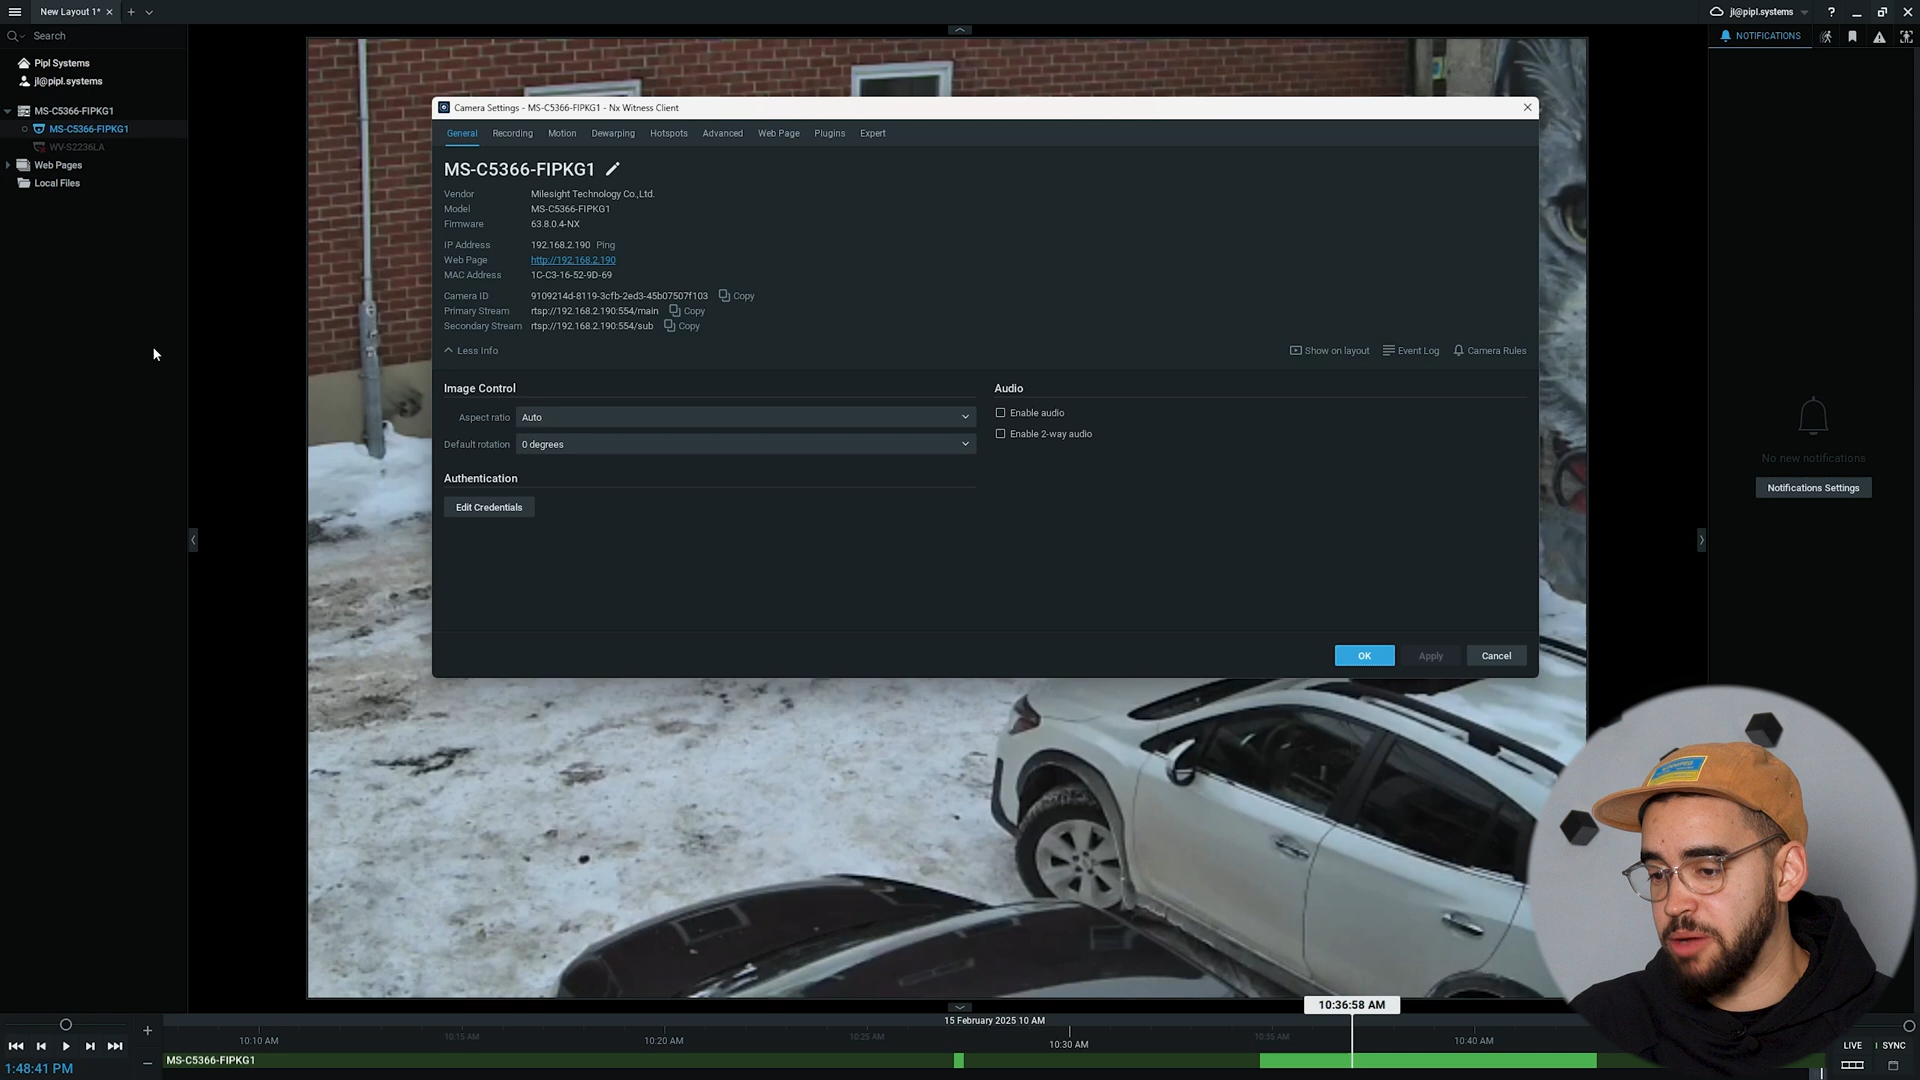 New Layout 1*
jl@pipl.systems
Search
NOTIFICATIONS
Pipl Systems
jl@pipl.systems
MS-C5366-FIPKG1
MS-C5366-FIPKG1
WV-S2236LA
Web Pages
Local Files
Camera Settings - MS-C5366-FIPKG1 - Nx Witness Client
General Recording Motion Dewarping Hotspots Advanced Web Page Plugins Expert
MS-C5366-FIPKG1
Vendor Milesight Technology Co.,Ltd.
Model MS-C5366-FIPKG1
Firmware 63.8.0.4-NX
IP Address 192.168.2.190 Ping
Web Page http://192.168.2.190
MAC Address 1C-C3-16-52-9D-69
Camera ID 9109214d-8119-3cfb-2ed3-45b07507f103 Copy
Primary Stream rtsp://192.168.2.190:554/main Copy
Secondary Stream rtsp://192.168.2.190:554/sub Copy
Less Info Show on layout Event Log Camera Rules
Image Control
Aspect ratio Auto
Default rotation 0 degrees
Authentication
Edit Credentials
Audio
Enable audio
Enable 2-way audio
OK Apply Cancel
No new notifications
Notifications Settings
10:36:58 AM
15 February 2025 10 AM
10:10 AM 10:15 AM 10:20 AM 10:25 AM 10:30 AM 10:35 AM 10:40 AM
MS-C5366-FIPKG1
1:48:41 PM
LIVE SYNC